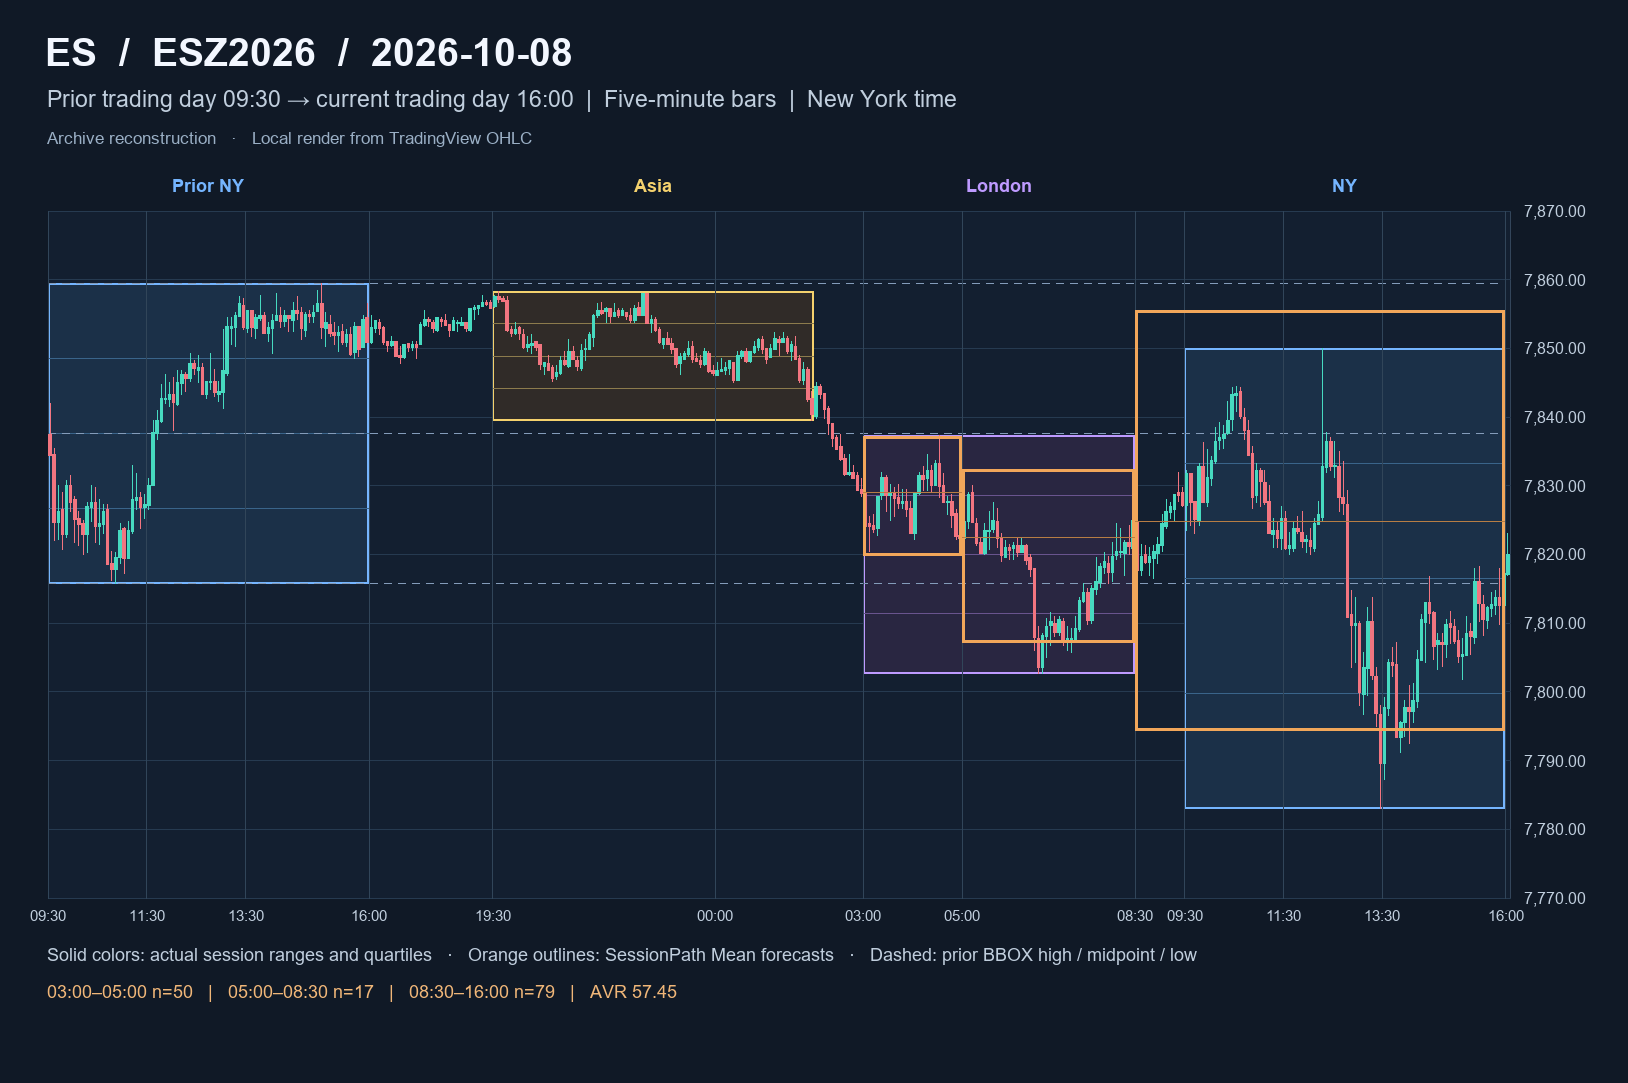 ES / ESZ2026 / 2026-10-08
Prior trading day 09:30 → current trading day 16:00 | Five-minute bars | New York time
Archive reconstruction · Local render from TradingView OHLC
Prior NY Asia London NY
7,870.00
7,860.00
7,850.00
7,840.00
7,830.00
7,820.00
7,810.00
7,800.00
7,790.00
7,780.00
7,770.00
09:30 11:30 13:30 16:00 19:30 00:00 03:00 05:00 08:30 09:30 11:30 13:30 16:00
Solid colors: actual session ranges and quartiles · Orange outlines: SessionPath Mean forecasts · Dashed: prior BBOX high / midpoint / low
03:00–05:00 n=50 | 05:00–08:30 n=17 | 08:30–16:00 n=79 | AVR 57.45